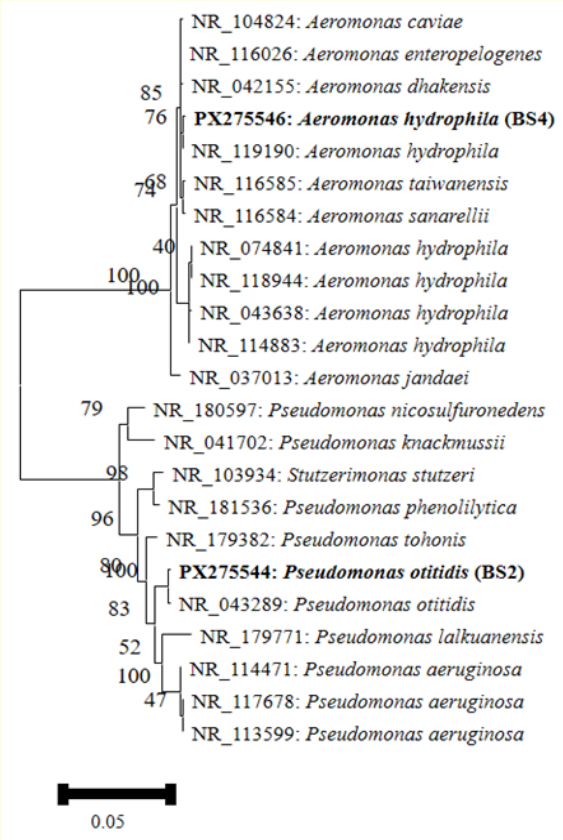 NR_104824: Aeromonas caviae
NR_116026: Aeromonas enteropelogenes
NR_042155: Aeromonas dhakensis
85
76 PX275546: Aeromonas hydrophila (BS4)
NR_119190: Aeromonas hydrophila
68
74
NR_116585: Aeromonas taiwanensis
NR_116584: Aeromonas sanarellii
40 NR_074841: Aeromonas hydrophila
100
100
NR_118944: Aeromonas hydrophila
NR_043638: Aeromonas hydrophila
NR_114883: Aeromonas hydrophila
NR_037013: Aeromonas jandaei
79 NR_180597: Pseudomonas nicosulfuronedens
NR_041702: Pseudomonas knackmussii
98 NR_103934: Stutzerimonas stutzeri
NR_181536: Pseudomonas phenolilytica
96
NR_179382: Pseudomonas tohonis
80
100 PX275544: Pseudomonas otitidis (BS2)
83 NR_043289: Pseudomonas otitidis
NR_179771: Pseudomonas lalkuanensis
52
NR_114471: Pseudomonas aeruginosa
100
47 NR_117678: Pseudomonas aeruginosa
NR_113599: Pseudomonas aeruginosa
0.05